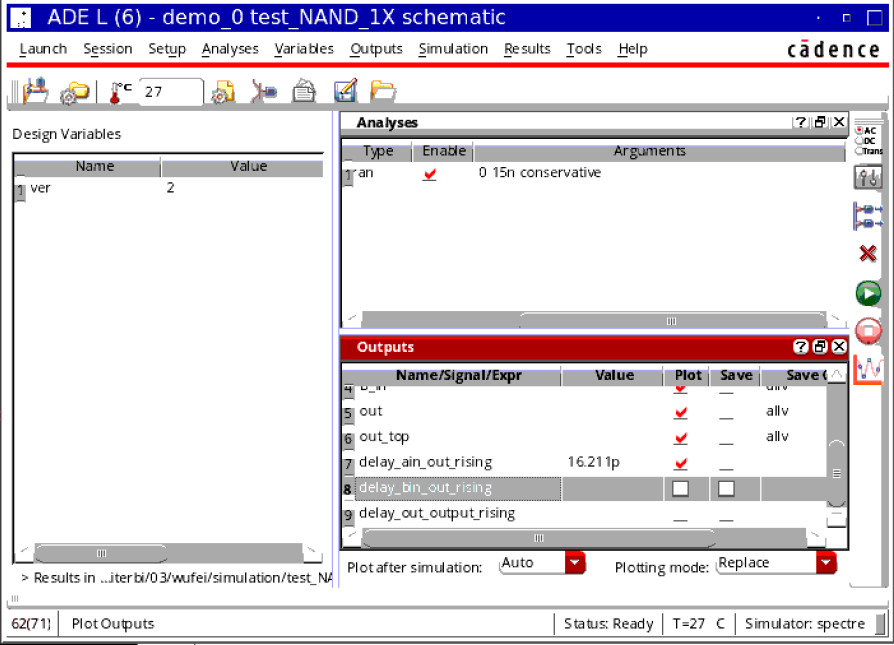 ADE L (6) - demo_0 test_NAND_1X schematic
Launch Session Setup Analyses Variables Outputs Simulation Results Tools Help cādence
°C 27
Design Variables
Name Value
1 ver 2
> Results in ...iterbi/03/wufei/simulation/test_NA
Analyses
Type Enable Arguments
1 ran 0 15n conservative
AC
DC
Trans
Outputs
Name/Signal/Expr Value Plot Save Save
4
5 out allv
6 out_top allv
7 delay_ain_out_rising 16.211p
8 delay_bin_out_rising
9 delay_out_output_rising
Plot after simulation: Auto Plotting mode: Replace
62(71) Plot Outputs Status: Ready T=27 C Simulator: spectre